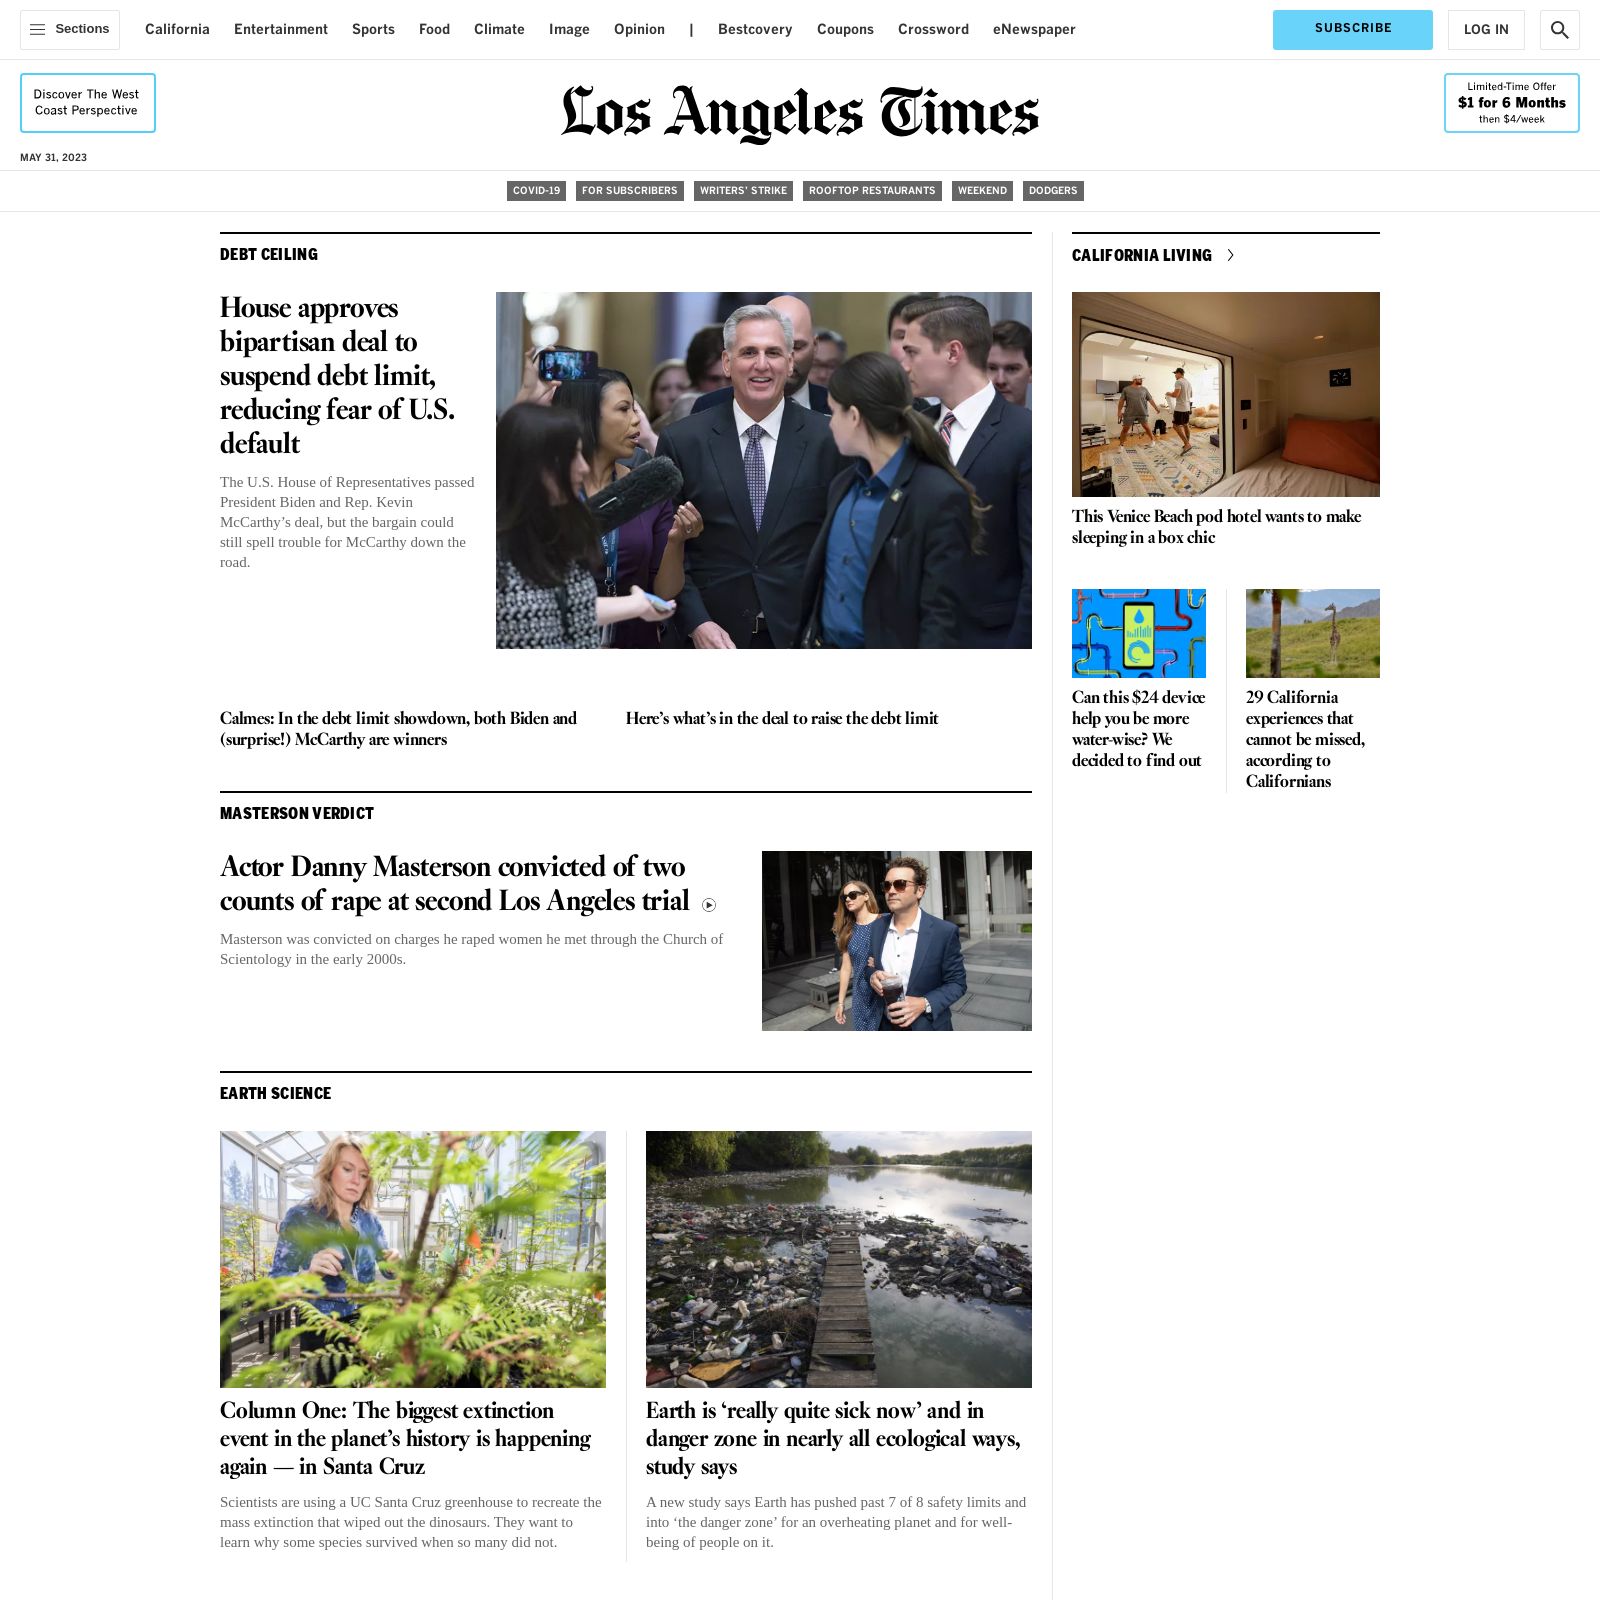 Sections
California Entertainment Sports Food Climate Image Opinion | Bestcovery Coupons Crossword eNewspaper
SUBSCRIBE
LOG IN
Discover The West
Coast Perspective
Los Angeles Times
Limited-Time Offer
$1 for 6 Months
then $4/week
MAY 31, 2023
COVID-19 FOR SUBSCRIBERS WRITERS' STRIKE ROOFTOP RESTAURANTS WEEKEND DODGERS
DEBT CEILING
House approves
bipartisan deal to
suspend debt limit,
reducing fear of U.S.
default
The U.S. House of Representatives passed
President Biden and Rep. Kevin
McCarthy’s deal, but the bargain could
still spell trouble for McCarthy down the
road.
Calmes: In the debt limit showdown, both Biden and
(surprise!) McCarthy are winners
Here’s what’s in the deal to raise the debt limit
MASTERSON VERDICT
Actor Danny Masterson convicted of two
counts of rape at second Los Angeles trial
Masterson was convicted on charges he raped women he met through the Church of
Scientology in the early 2000s.
EARTH SCIENCE
Column One: The biggest extinction
event in the planet’s history is happening
again — in Santa Cruz
Scientists are using a UC Santa Cruz greenhouse to recreate the
mass extinction that wiped out the dinosaurs. They want to
learn why some species survived when so many did not.
Earth is ‘really quite sick now’ and in
danger zone in nearly all ecological ways,
study says
A new study says Earth has pushed past 7 of 8 safety limits and
into ‘the danger zone’ for an overheating planet and for well-
being of people on it.
CALIFORNIA LIVING
This Venice Beach pod hotel wants to make
sleeping in a box chic
Can this $24 device
help you be more
water-wise? We
decided to find out
29 California
experiences that
cannot be missed,
according to
Californians